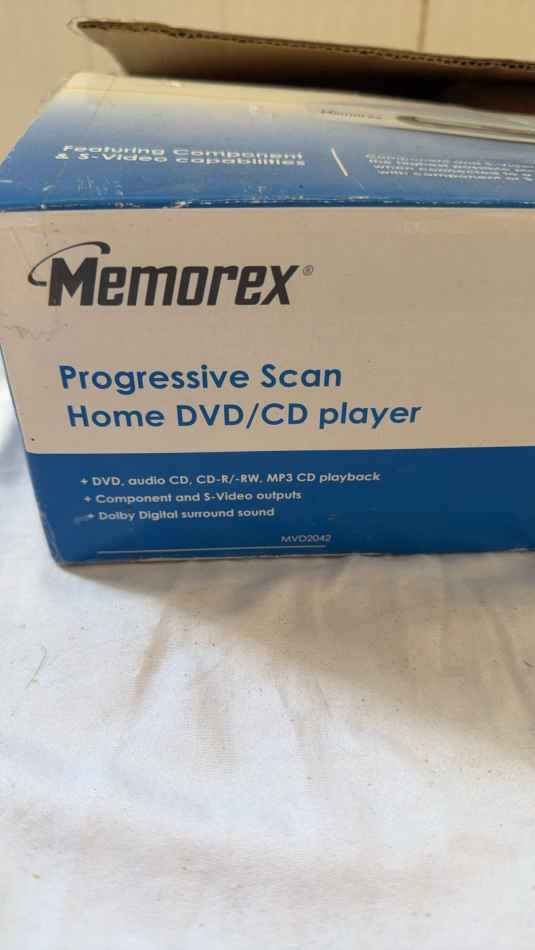 Memorex
Featuring Component
& S-Video capabilities
Memorex®
Progressive Scan
Home DVD/CD player
+ DVD, audio CD, CD-R/-RW, MP3 CD playback
+ Component and S-Video outputs
+ Dolby Digital surround sound
MVD2042